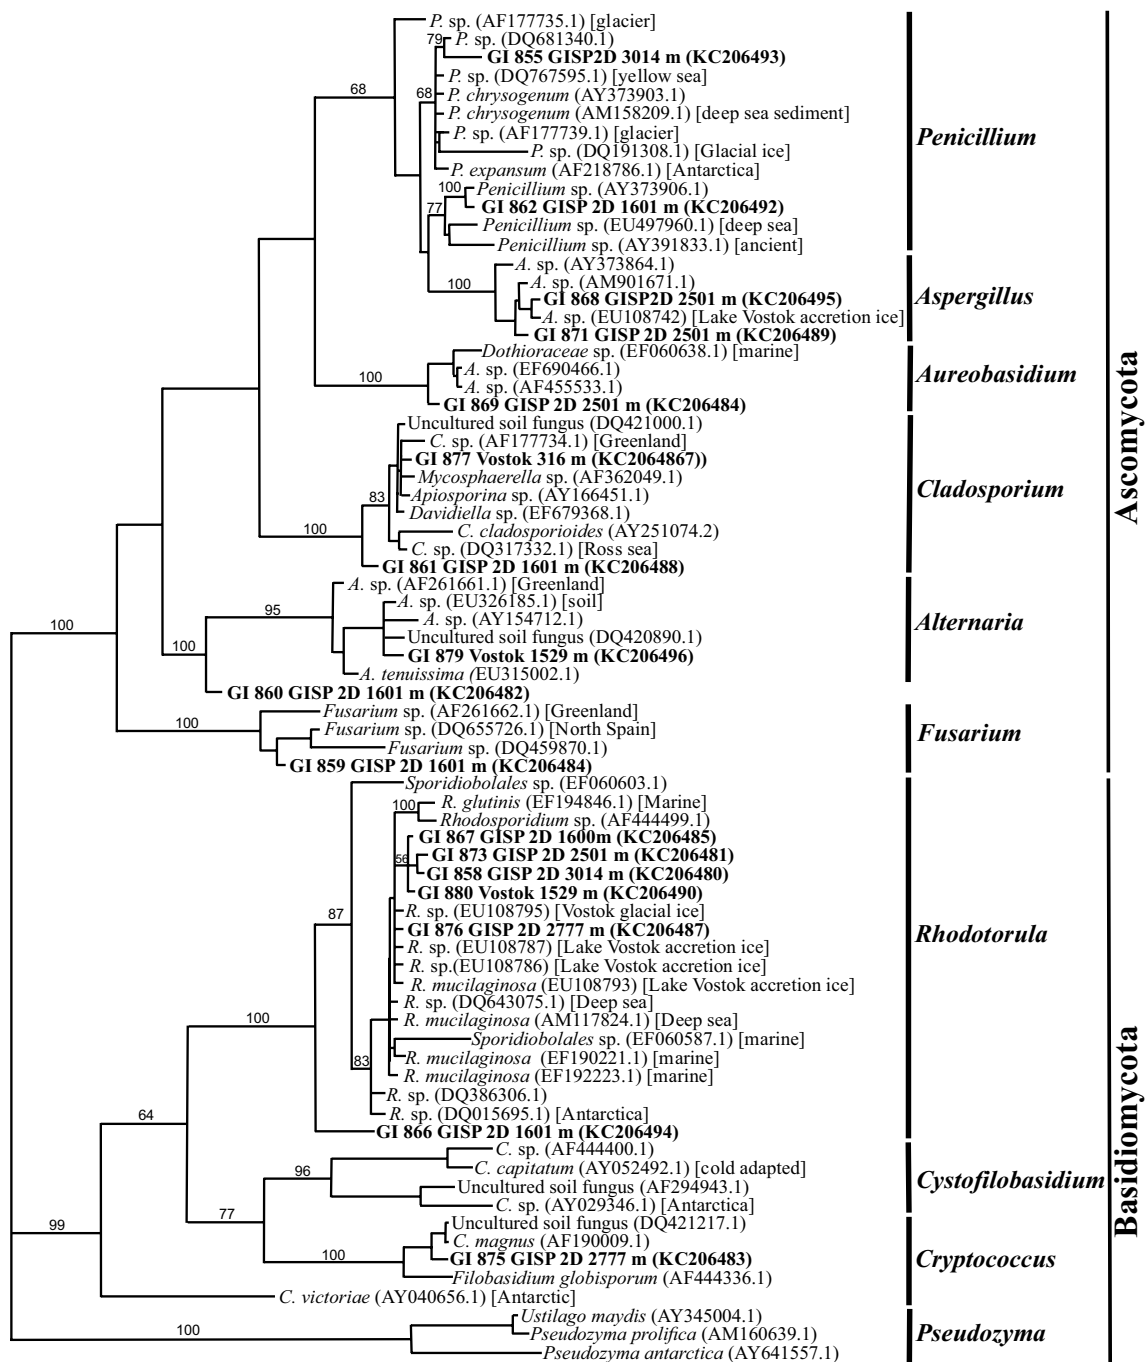 P. sp. (AF177735.1) [glacier]
79
P. sp. (DQ681340.1)
GI 855 GISP2D 3014 m (KC206493)
P. sp. (DQ767595.1) [yellow sea]
68
68
P. chrysogenum (AY373903.1)
P. chrysogenum (AM158209.1) [deep sea sediment]
P. sp. (AF177739.1) [glacier]
Penicillium
P. sp. (DQ191308.1) [Glacial ice]
P. expansum (AF218786.1) [Antarctica]
100
Penicillium sp. (AY373906.1)
77
GI 862 GISP 2D 1601 m (KC206492)
Penicillium sp. (EU497960.1) [deep sea]
Penicillium sp. (AY391833.1) [ancient]
A. sp. (AY373864.1)
100
A. sp. (AM901671.1)
GI 868 GISP2D 2501 m (KC206495)
Aspergillus
A. sp. (EU108742) [Lake Vostok accretion ice]
GI 871 GISP 2D 2501 m (KC206489)
Dothioraceae sp. (EF060638.1) [marine]
A. sp. (EF690466.1)
100
Aureobasidium
A. sp. (AF455533.1)
GI 869 GISP 2D 2501 m (KC206484)
Uncultured soil fungus (DQ421000.1)
C. sp. (AF177734.1) [Greenland]
GI 877 Vostok 316 m (KC2064867))
Mycosphaerella sp. (AF362049.1)
Cladosporium
83
Apiosporina sp. (AY166451.1)
Davidiella sp. (EF679368.1)
100
C. cladosporioides (AY251074.2)
C. sp. (DQ317332.1) [Ross sea]
GI 861 GISP 2D 1601 m (KC206488)
Ascomycota
A. sp. (AF261661.1) [Greenland]
95
A. sp. (EU326185.1) [soil]
A. sp. (AY154712.1)
Alternaria
100
Uncultured soil fungus (DQ420890.1)
100
GI 879 Vostok 1529 m (KC206496)
A. tenuissima (EU315002.1)
GI 860 GISP 2D 1601 m (KC206482)
Fusarium sp. (AF261662.1) [Greenland]
100
Fusarium sp. (DQ655726.1) [North Spain]
Fusarium
Fusarium sp. (DQ459870.1)
GI 859 GISP 2D 1601 m (KC206484)
Sporidiobolales sp. (EF060603.1)
100
R. glutinis (EF194846.1) [Marine]
Rhodosporidium sp. (AF444499.1)
GI 867 GISP 2D 1600m (KC206485)
56
GI 873 GISP 2D 2501 m (KC206481)
GI 858 GISP 2D 3014 m (KC206480)
GI 880 Vostok 1529 m (KC206490)
87
R. sp. (EU108795) [Vostok glacial ice]
GI 876 GISP 2D 2777 m (KC206487)
Rhodotorula
R. sp. (EU108787) [Lake Vostok accretion ice]
R. sp.(EU108786) [Lake Vostok accretion ice]
R. mucilaginosa (EU108793) [Lake Vostok accretion ice]
R. sp. (DQ643075.1) [Deep sea]
100
R. mucilaginosa (AM117824.1) [Deep sea]
Sporidiobolales sp. (EF060587.1) [marine]
83
R. mucilaginosa (EF190221.1) [marine]
R. mucilaginosa (EF192223.1) [marine]
R. sp. (DQ386306.1)
64
R. sp. (DQ015695.1) [Antarctica]
GI 866 GISP 2D 1601 m (KC206494)
C. sp. (AF444400.1)
96
C. capitatum (AY052492.1) [cold adapted]
Cystofilobasidium
Uncultured soil fungus (AF294943.1)
C. sp. (AY029346.1) [Antarctica]
77
99
Uncultured soil fungus (DQ421217.1)
C. magnus (AF190009.1)
100
GI 875 GISP 2D 2777 m (KC206483)
Cryptococcus
Filobasidium globisporum (AF444336.1)
C. victoriae (AY040656.1) [Antarctic]
Basidiomycota
Ustilago maydis (AY345004.1)
100
Pseudozyma prolifica (AM160639.1)
Pseudozyma
Pseudozyma antarctica (AY641557.1)